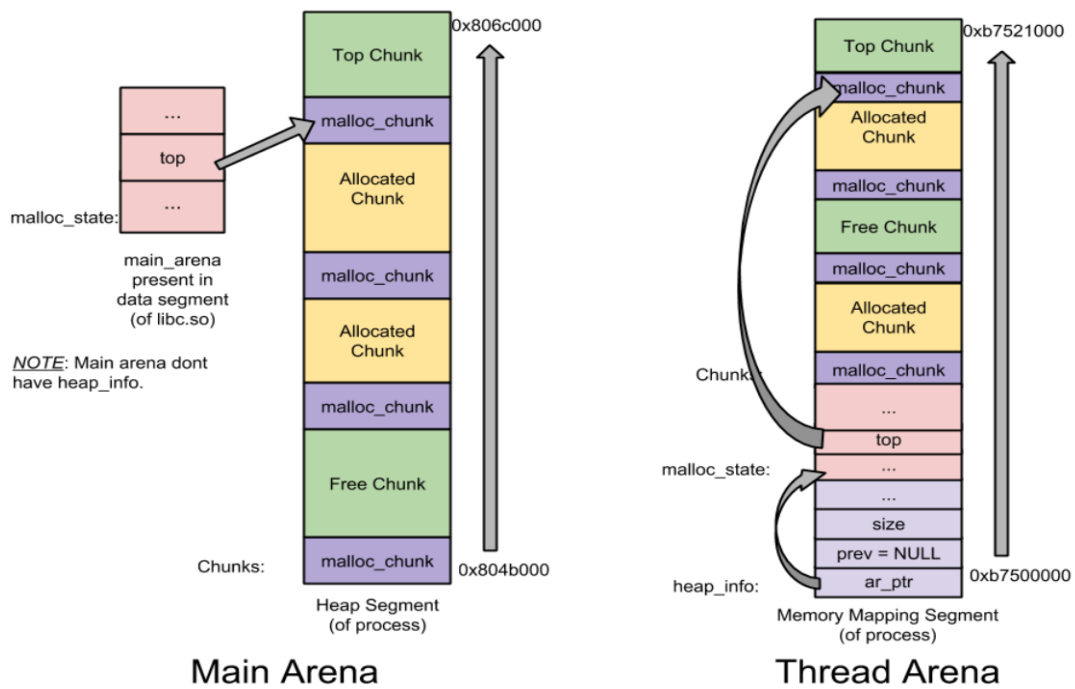 0x806c000
Top Chunk
malloc_chunk
...
top
...
malloc_state:
main_arena
present in
data segment
(of libc.so)
NOTE: Main arena dont
have heap_info.
Allocated
Chunk
malloc_chunk
Allocated
Chunk
malloc_chunk
Free Chunk
Chunks:
malloc_chunk
0x804b000
Heap Segment
(of process)
Main Arena
0xb7521000
Top Chunk
malloc_chunk
Allocated
Chunk
malloc_chunk
Free Chunk
malloc_chunk
Allocated
Chunk
Chunks:
malloc_chunk
...
top
malloc_state:
...
...
size
prev = NULL
heap_info:
ar_ptr
0xb7500000
Memory Mapping Segment
(of process)
Thread Arena